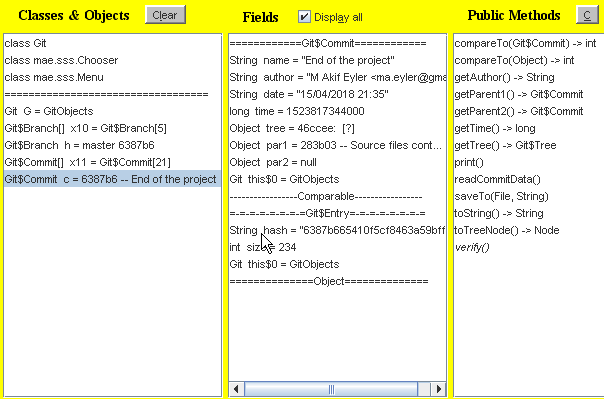 Classes & Objects
Clear
class Git
class mae.sss.Chooser
class mae.sss.Menu
==================================
Git  G = GitObjects
Git$Branch[]  x10 = Git$Branch[5]
Git$Branch  h = master 6387b6
Git$Commit[]  x11 = Git$Commit[21]
Git$Commit  c = 6387b6 -- End of the project
Fields
Display all
============Git$Commit============
String  name = "End of the project"
String  author = "M Akif Eyler <ma.eyler@gma
String  date = "15/04/2018 21:35"
long  time = 1523817344000
Object  tree = 46ccee:  [?]
Object  par1 = 283b03 -- Source files cont...
Object  par2 = null
Git  this$0 = GitObjects
----------------Comparable----------------
=-=-=-=-=-=-=Git$Entry=-=-=-=-=-=-=
String  hash = "6387b665410f5cf8463a59bff
int  size = 234
Git  this$0 = GitObjects
==============Object==============
Public Methods
C
compareTo(Git$Commit) -> int
compareTo(Object) -> int
getAuthor() -> String
getParent1() -> Git$Commit
getParent2() -> Git$Commit
getTime() -> long
getTree() -> Git$Tree
print()
readCommitData()
saveTo(File, String)
toString() -> String
toTreeNode() -> Node
verify()